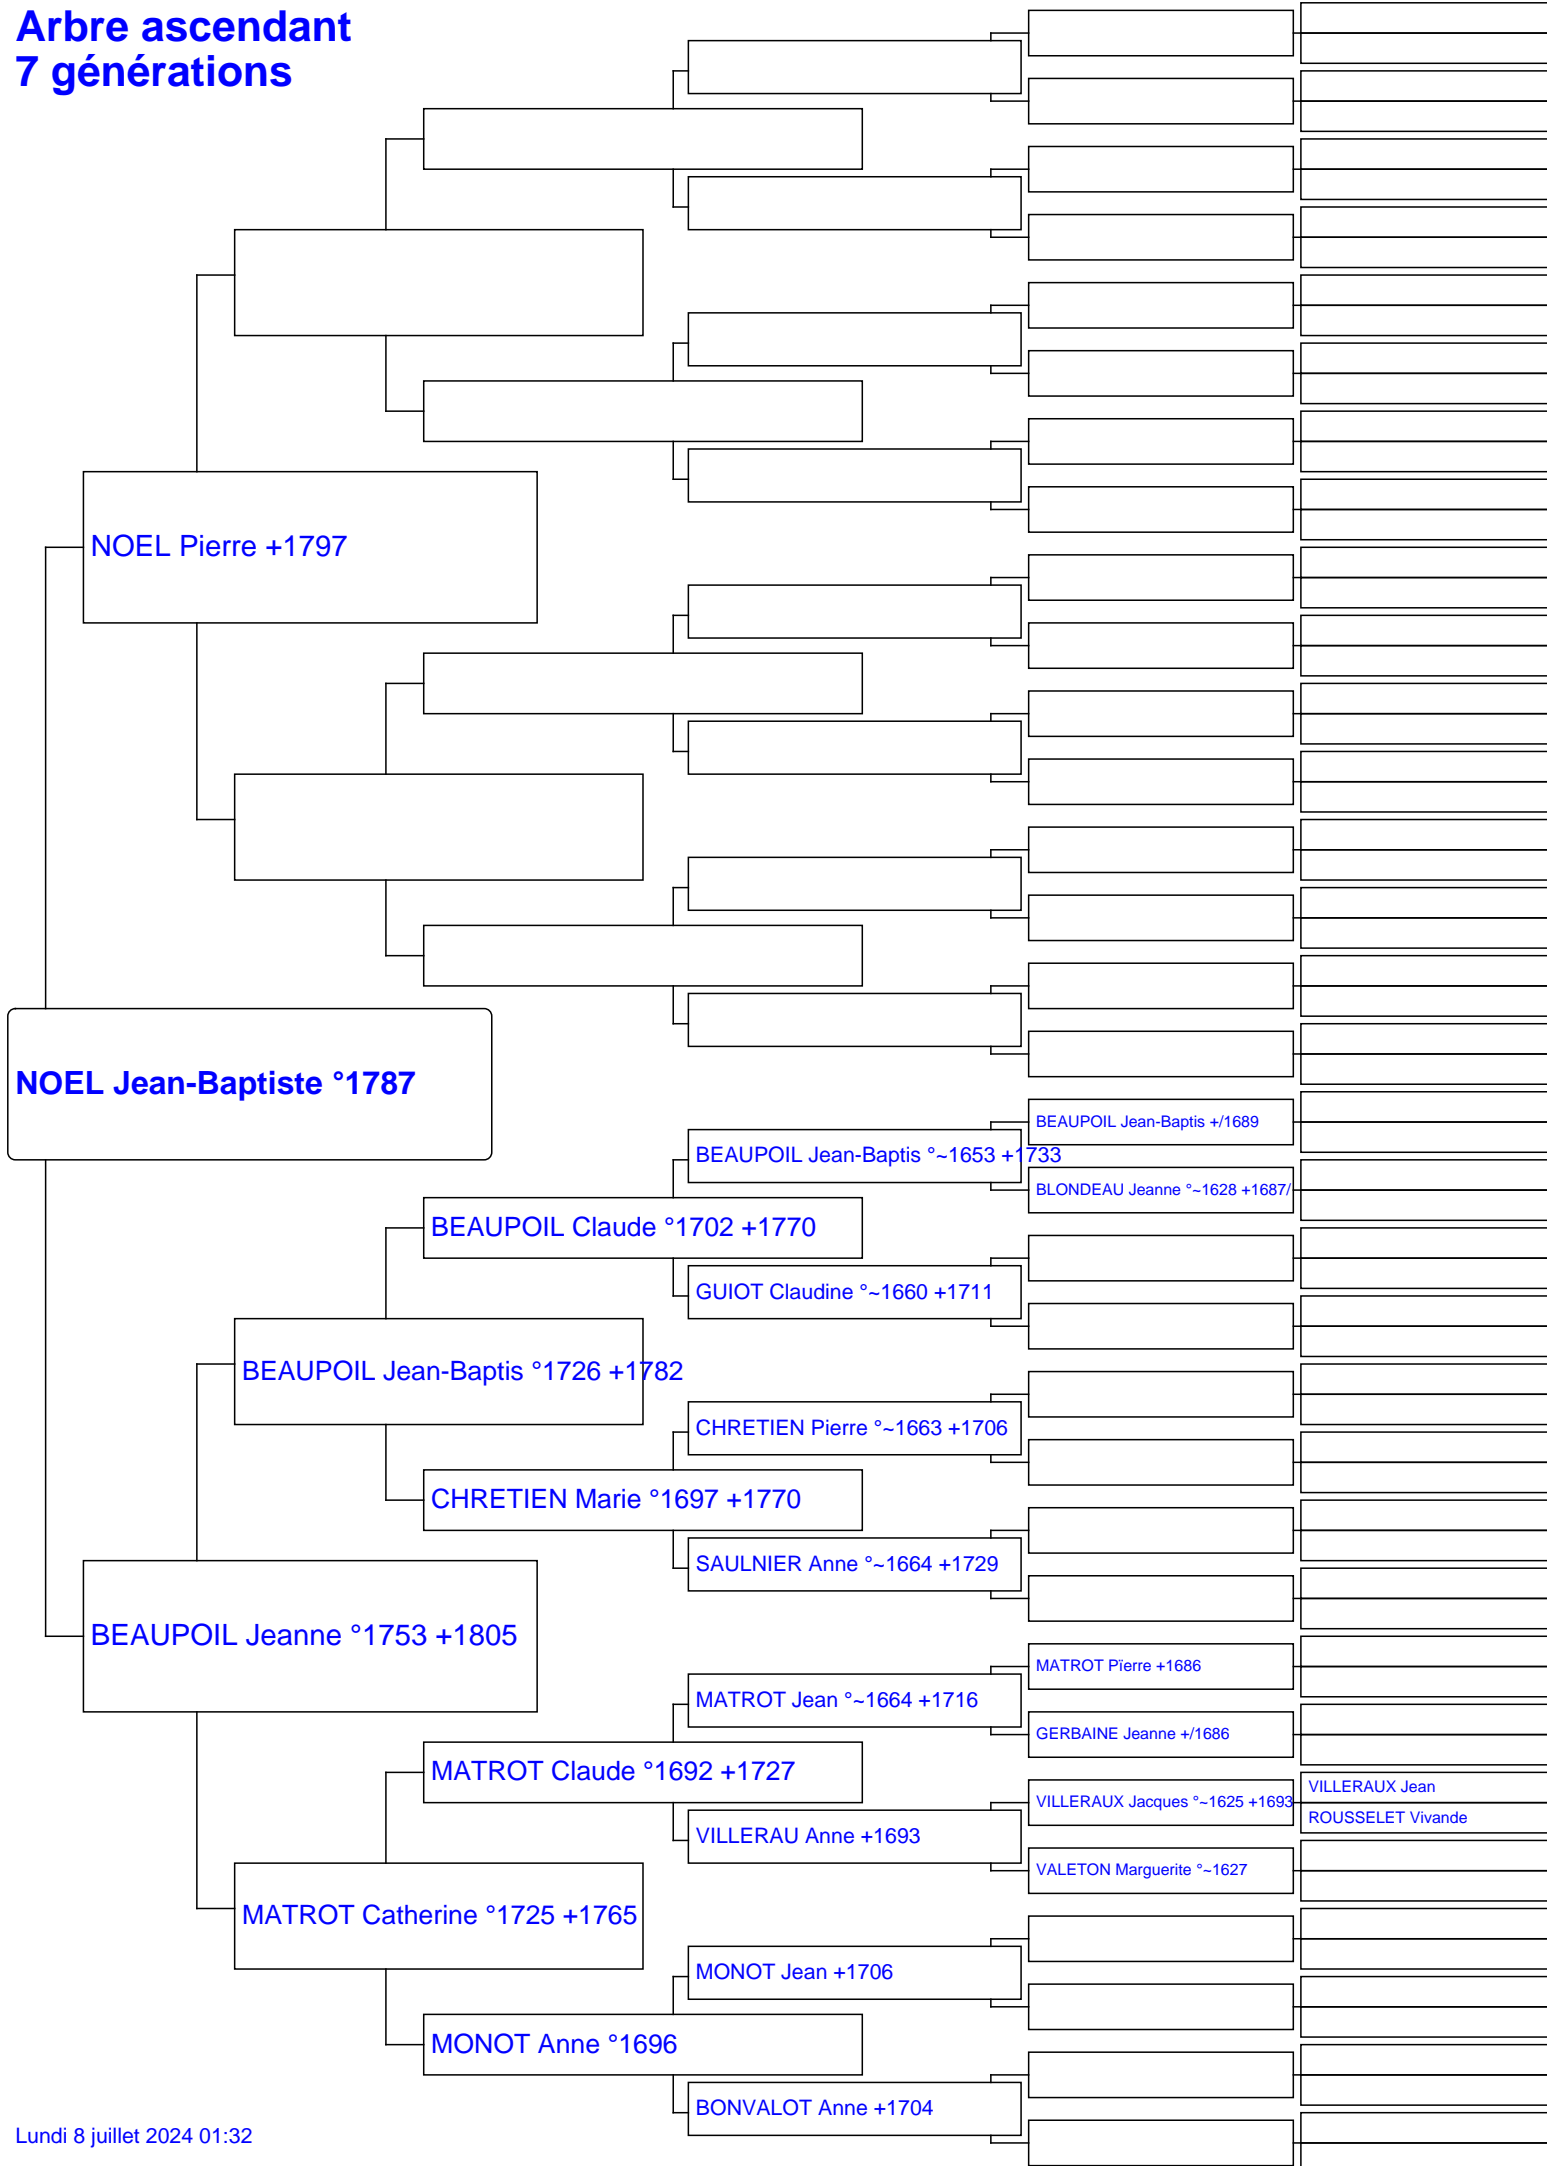 Arbre ascendant
7 générations
NOEL Pierre +1797
NOEL Jean-Baptiste °1787
BEAUPOIL Jean-Baptis +/1689
BEAUPOIL Jean-Baptis °~1653 +1733
BLONDEAU Jeanne °~1628 +1687/
BEAUPOIL Claude °1702 +1770
GUIOT Claudine °~1660 +1711
BEAUPOIL Jean-Baptis °1726 +1782
CHRETIEN Pierre °~1663 +1706
CHRETIEN Marie °1697 +1770
SAULNIER Anne °~1664 +1729
BEAUPOIL Jeanne °1753 +1805
MATROT Pïerre +1686
MATROT Jean °~1664 +1716
GERBAINE Jeanne +/1686
MATROT Claude °1692 +1727
VILLERAUX Jean
VILLERAUX Jacques °~1625 +1693
ROUSSELET Vivande
VILLERAU Anne +1693
VALETON Marguerite °~1627
MATROT Catherine °1725 +1765
MONOT Jean +1706
MONOT Anne °1696
BONVALOT Anne +1704
Lundi 8 juillet 2024 01:32